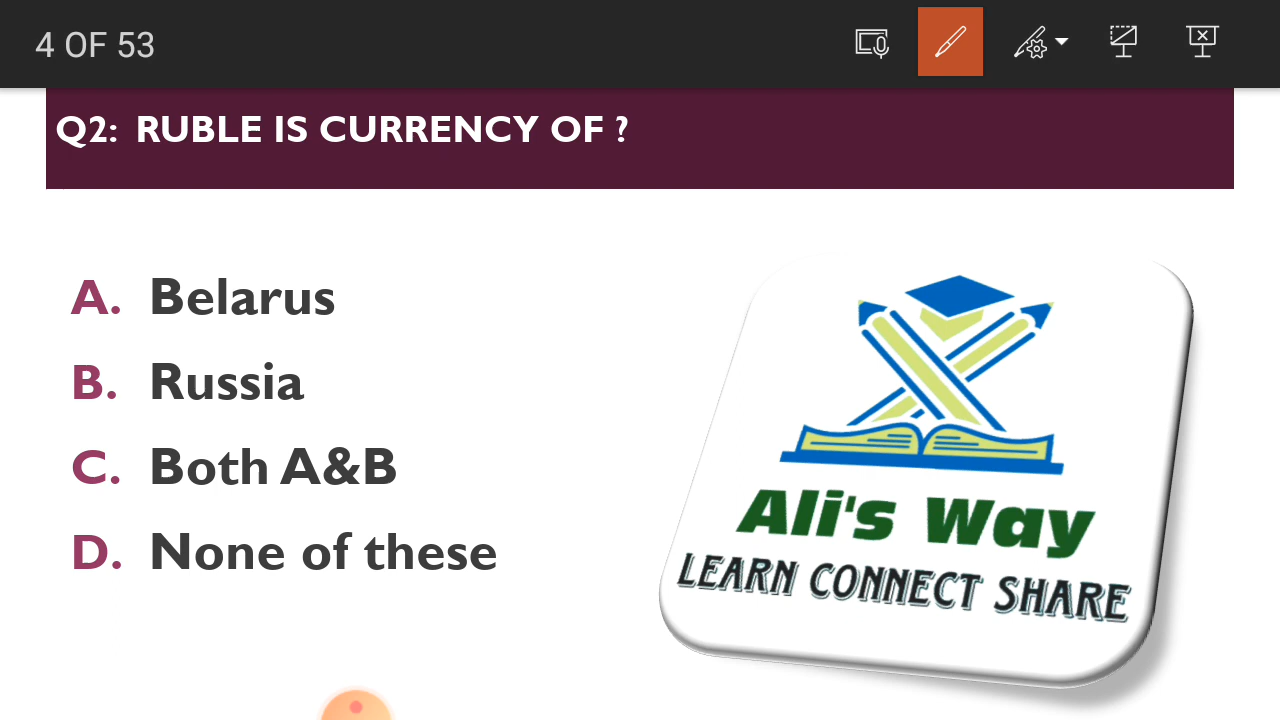 4 OF 53
Q2: RUBLE IS CURRENCY OF ?
A. Belarus
B. Russia
C. Both A&B
D. None of these
Ali's Way
LEARN CONNECT SHARE